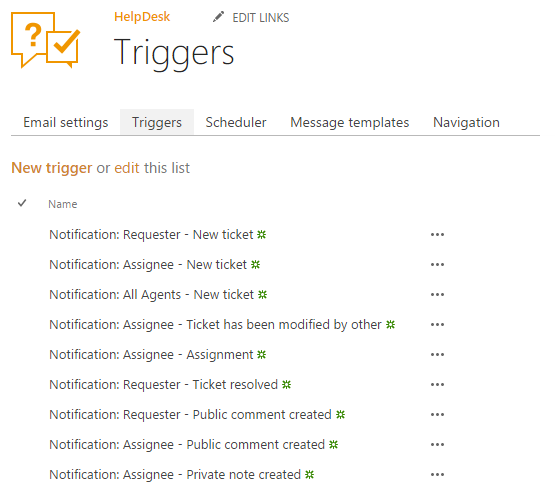 HelpDesk
EDIT LINKS
Triggers
Email settings Triggers Scheduler Message templates Navigation
New trigger or edit this list
Name
Notification: Requester - New ticket
Notification: Assignee - New ticket
Notification: All Agents - New ticket
Notification: Assignee - Ticket has been modified by other
Notification: Assignee - Assignment
Notification: Requester - Ticket resolved
Notification: Requester - Public comment created
Notification: Assignee - Public comment created
Notification: Assignee - Private note created